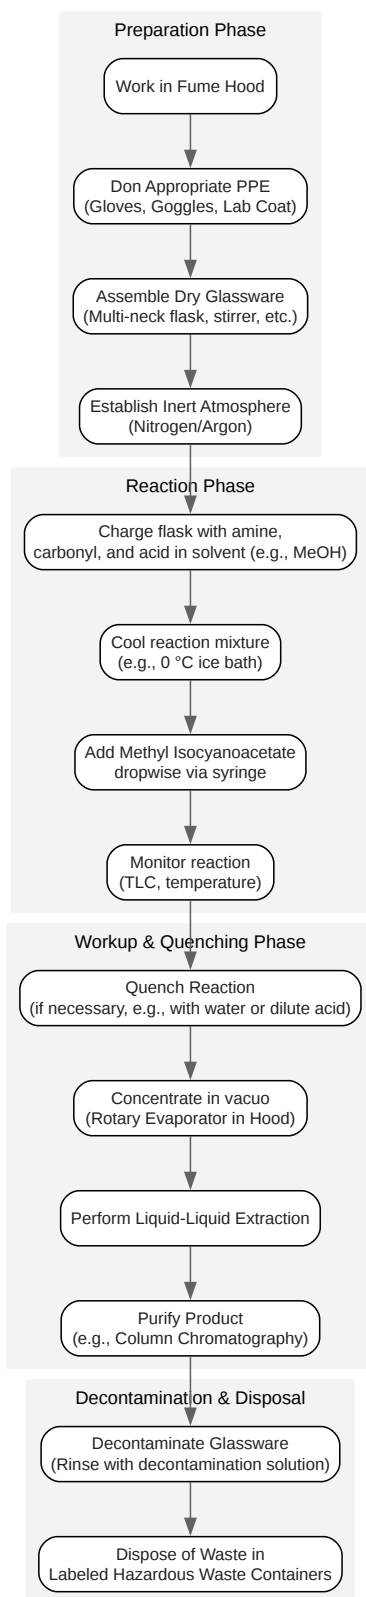 Preparation Phase
Work in Fume Hood
Don Appropriate PPE
(Gloves, Goggles, Lab Coat)
Assemble Dry Glassware
(Multi-neck flask, stirrer, etc.)
Establish Inert Atmosphere
(Nitrogen/Argon)
Reaction Phase
Charge flask with amine,
carbonyl, and acid in solvent (e.g., MeOH)
Cool reaction mixture
(e.g., 0 °C ice bath)
Add Methyl Isocyanoacetate
dropwise via syringe
Monitor reaction
(TLC, temperature)
Workup & Quenching Phase
Quench Reaction
(if necessary, e.g., with water or dilute acid)
Concentrate in vacuo
(Rotary Evaporator in Hood)
Perform Liquid-Liquid Extraction
Purify Product
(e.g., Column Chromatography)
Decontamination & Disposal
Decontaminate Glassware
(Rinse with decontamination solution)
Dispose of Waste in
Labeled Hazardous Waste Containers